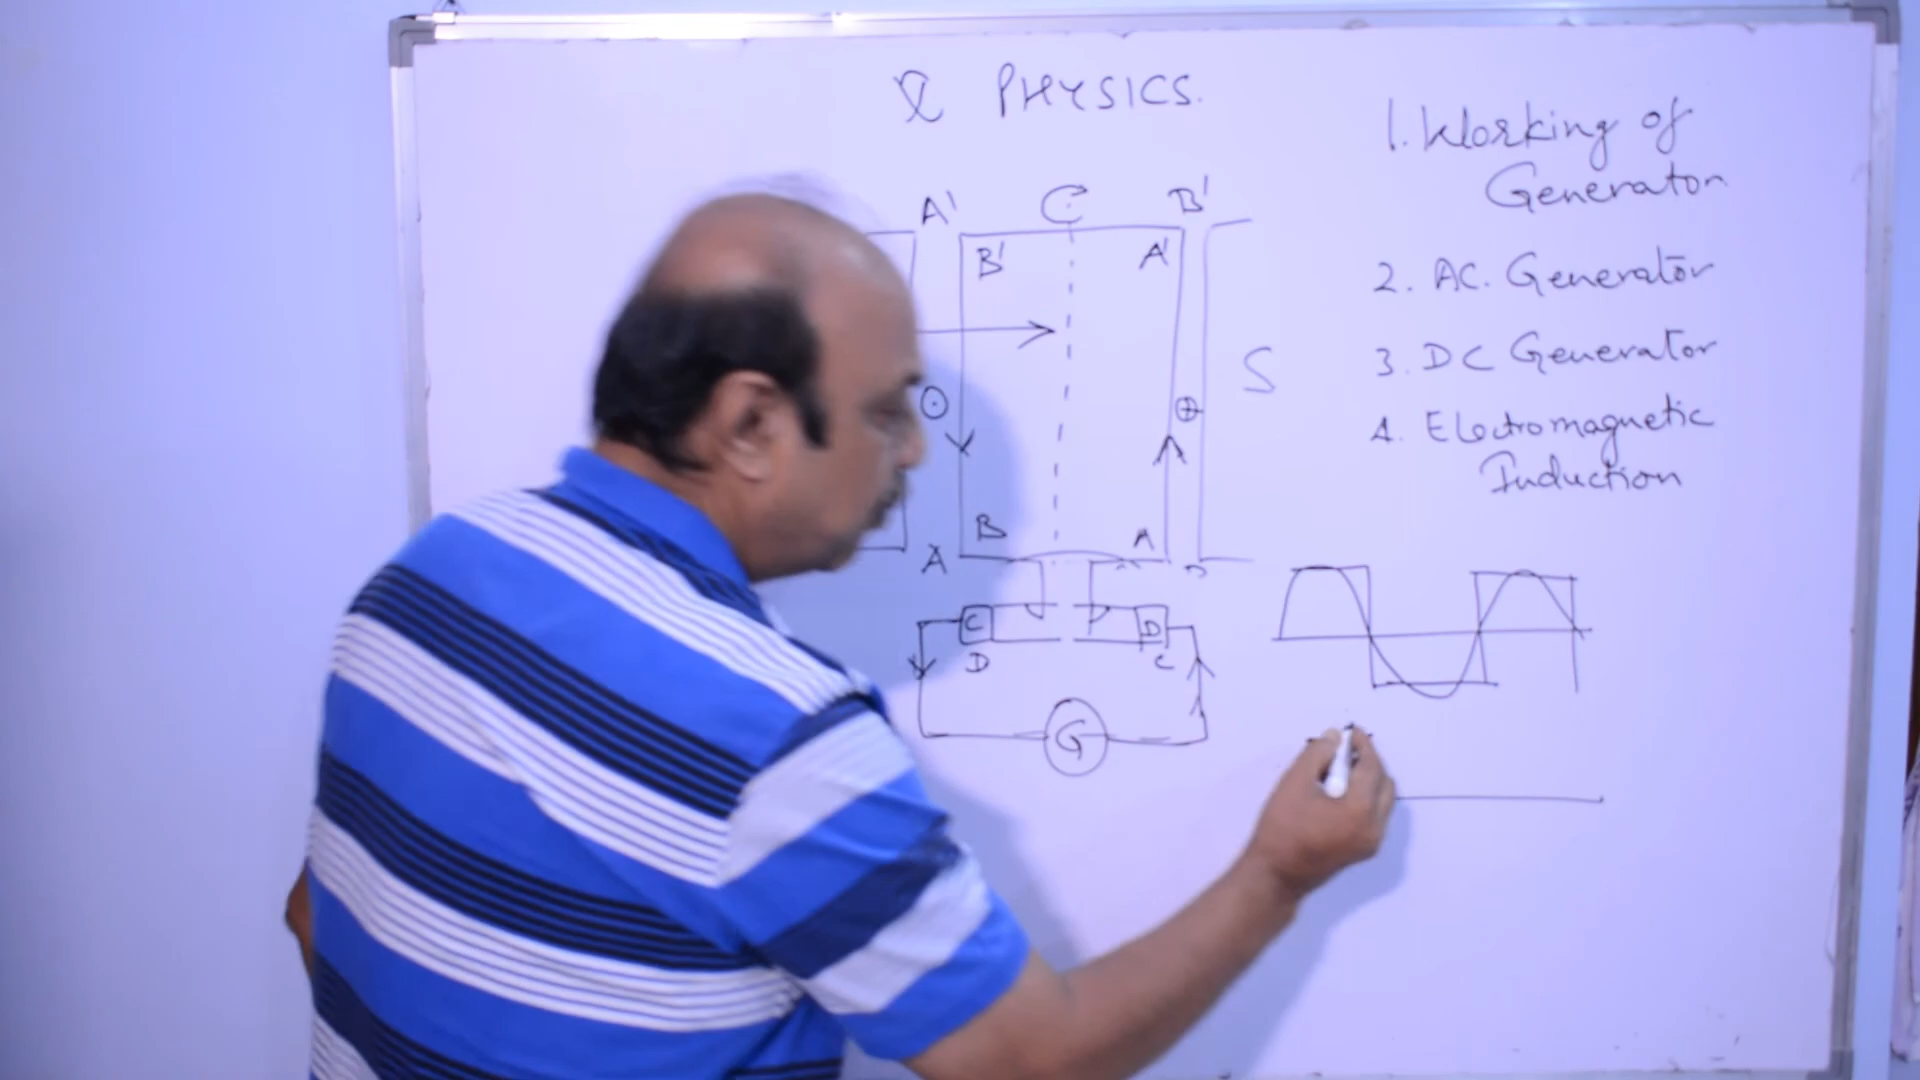 X PHYSICS.
1. Working of
Generator
2. AC. Generator
3. DC Generator
4. Electromagnetic
Induction
A' C B'
B' A'
S
B A
A
C D
D C
G